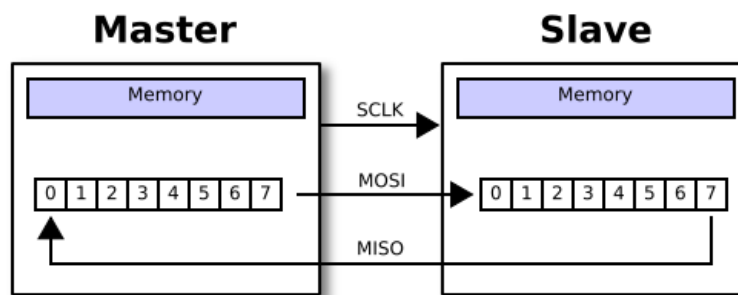 Master Slave
Memory Memory
SCLK
MOSI
0 1 2 3 4 5 6 7 0 1 2 3 4 5 6 7
MISO